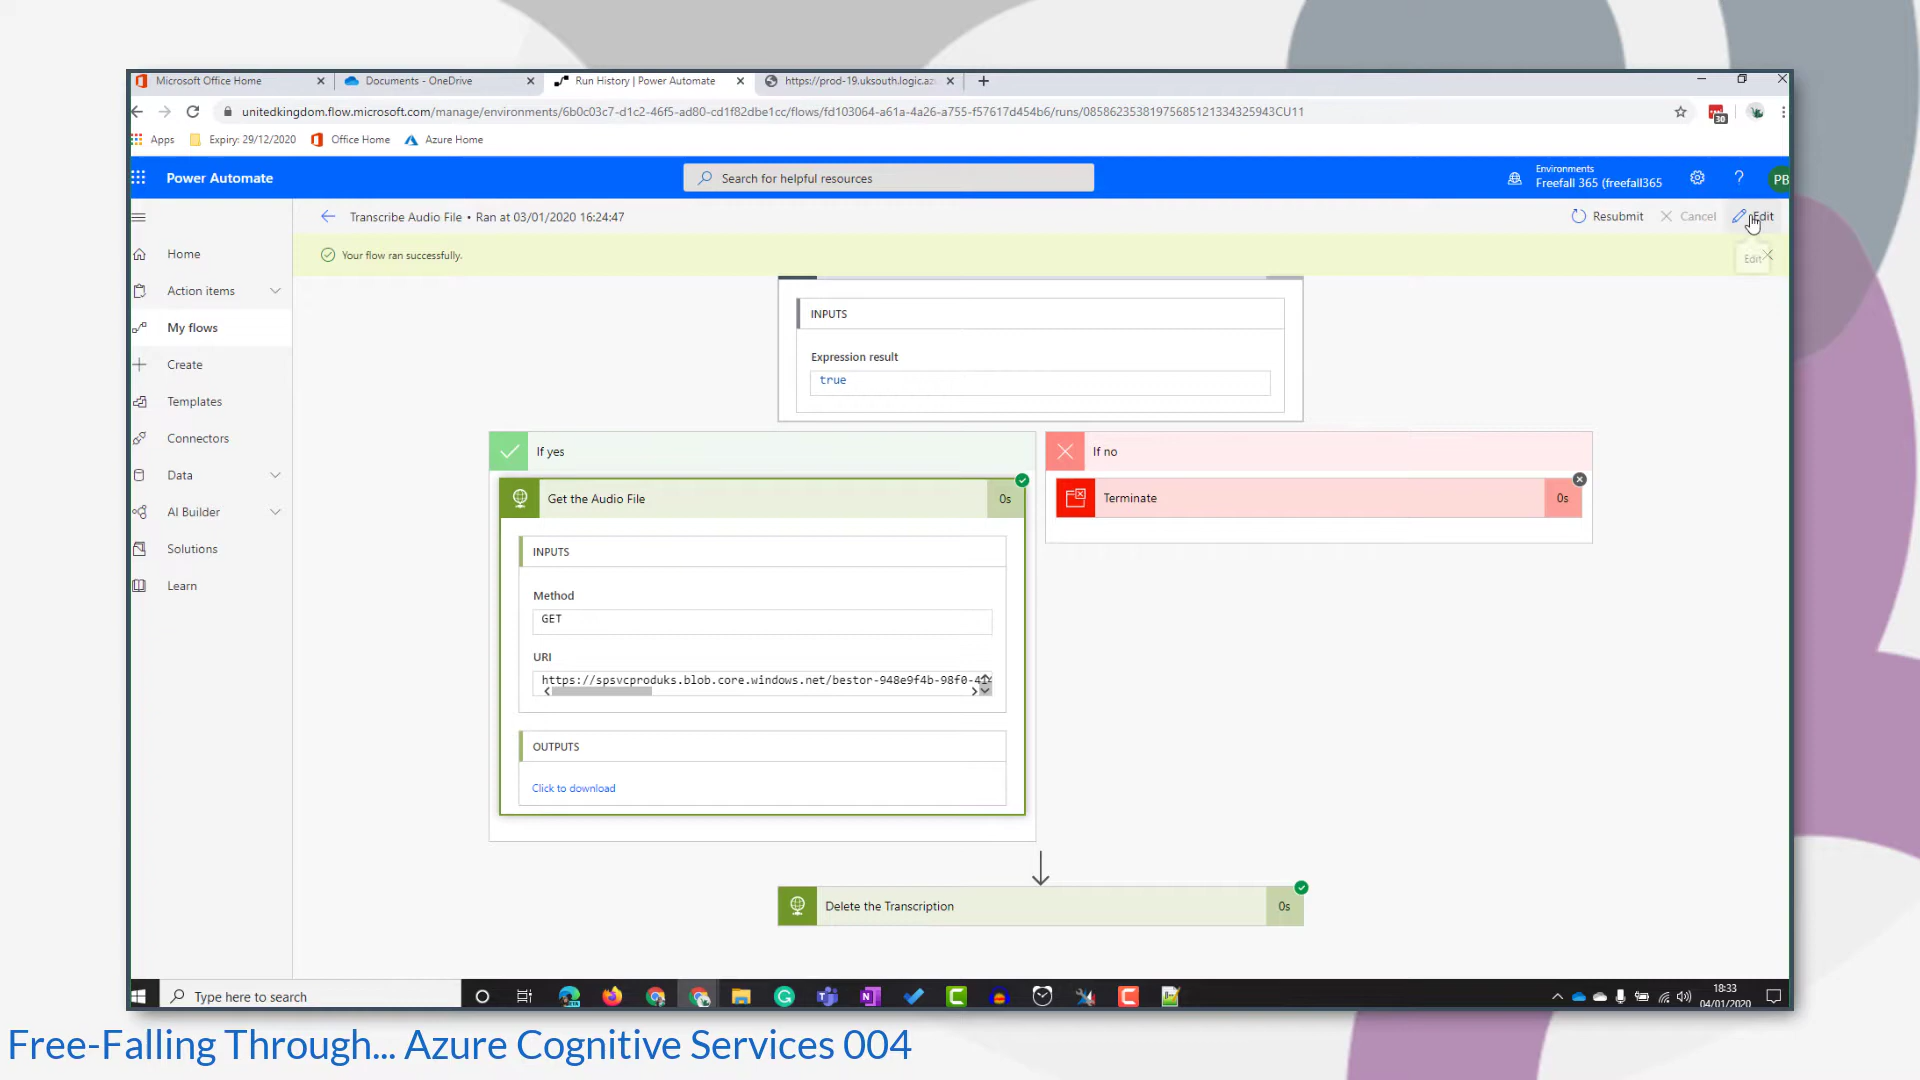 Microsoft Office Home
Documents - OneDrive
Run History | Power Automate
https://prod-19.uksouth.logic.az
unitedkingdom.flow.microsoft.com/manage/environments/6b0c03c7-d1c2-46f5-ad80-cd1f82dbe1cc/flows/fd103064-a61a-4a26-a755-f57617d454b6/runs/08586235381975685121334325943CU11
30
Apps
Expiry: 29/12/2020
Office Home
Azure Home
Power Automate
Search for helpful resources
Environments
Freefall 365 (freefall365
?
PB
Transcribe Audio File • Ran at 03/01/2020 16:24:47
Resubmit
Cancel
Edit
Your flow ran successfully.
Edit
Home
Action items
My flows
Create
Templates
Connectors
Data
AI Builder
Solutions
Learn
INPUTS
Expression result
true
If yes
If no
Get the Audio File
0s
Terminate
0s
INPUTS
Method
GET
URI
https://spsvcproduks.blob.core.windows.net/bestor-948e9f4b-98f0-41
OUTPUTS
Click to download
Delete the Transcription
0s
Type here to search
18:33
04/01/2020
Free-Falling Through... Azure Cognitive Services 004